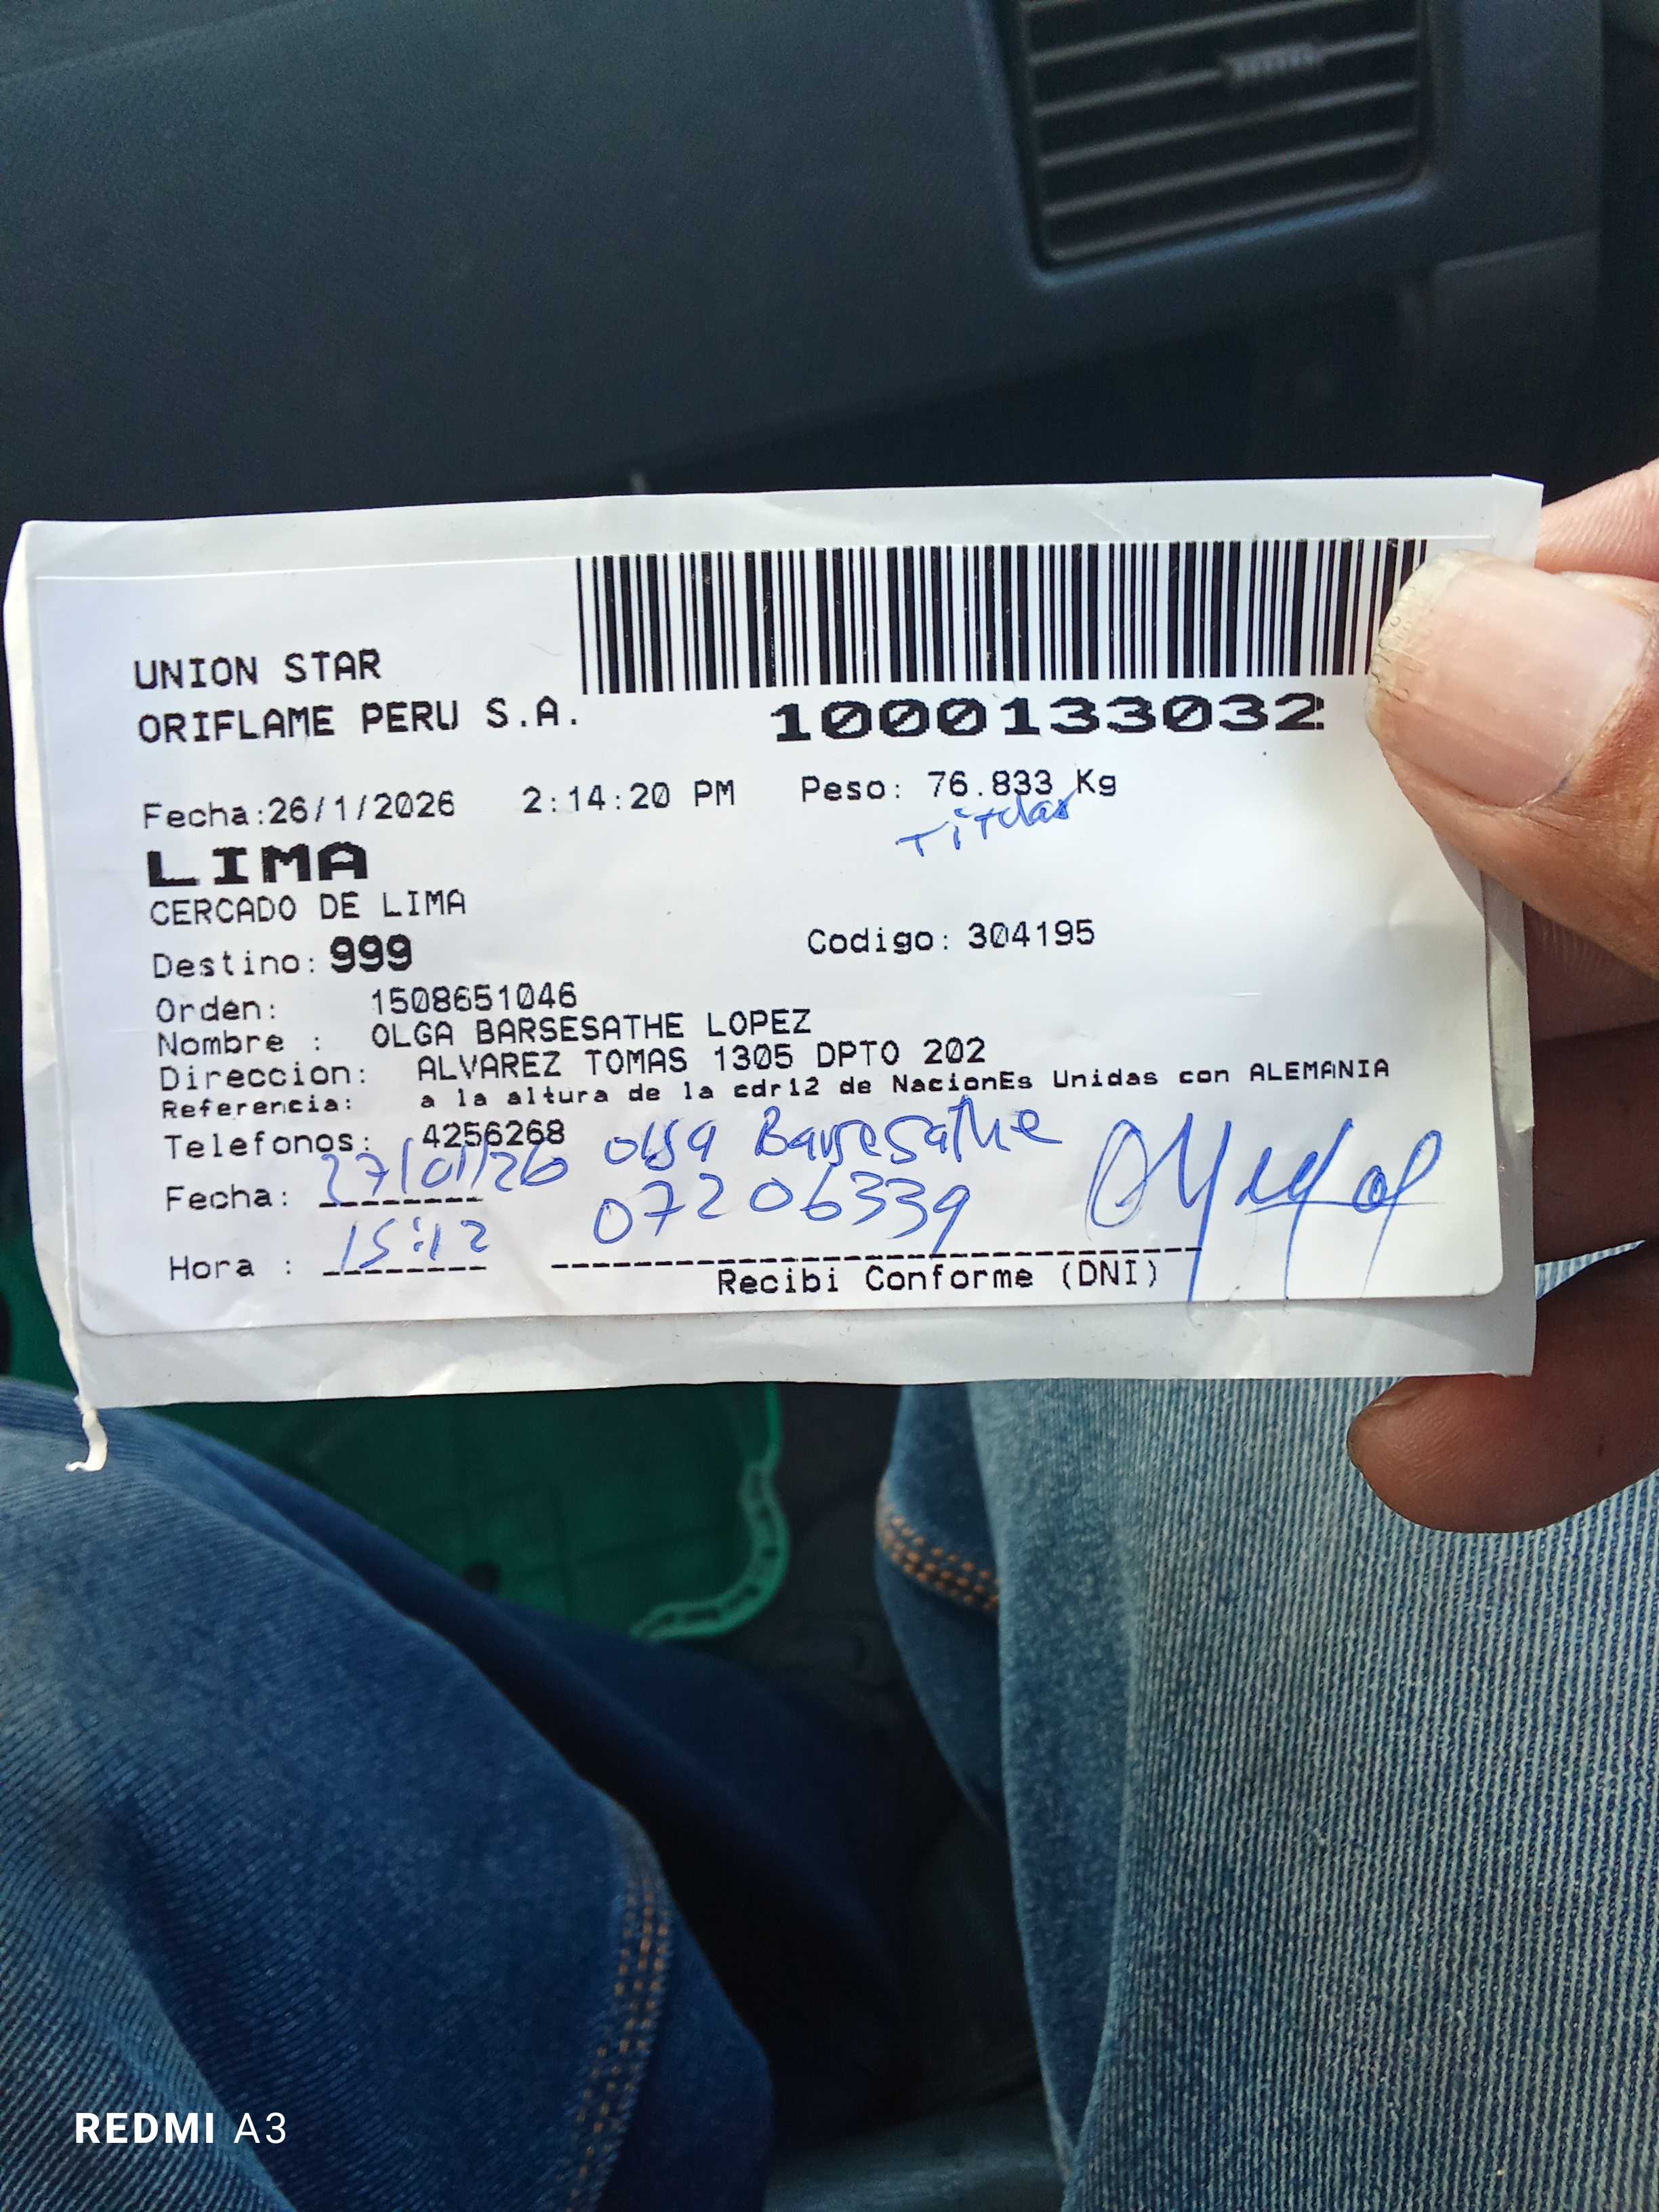 UNION STAR
ORIFLAME PERU S.A.
1000133032
Fecha:26/1/2026 2:14:20 PM Peso: 76.833 Kg
LIMA
CERCADO DE LIMA
Destino: 999 Codigo: 304195
Orden: 1508651046
Nombre : OLGA BARSESATHE LOPEZ
Direccion: ALVAREZ TOMAS 1305 DPTO 202
Referencia: a la altura de la cdr12 de NacionEs Unidas con ALEMANIA
Telefonos: 4256268 olga Barsesathe
Fecha: 27/01/26 07206339
Hora : 15:12
Recibi Conforme (DNI)
REDMI A3